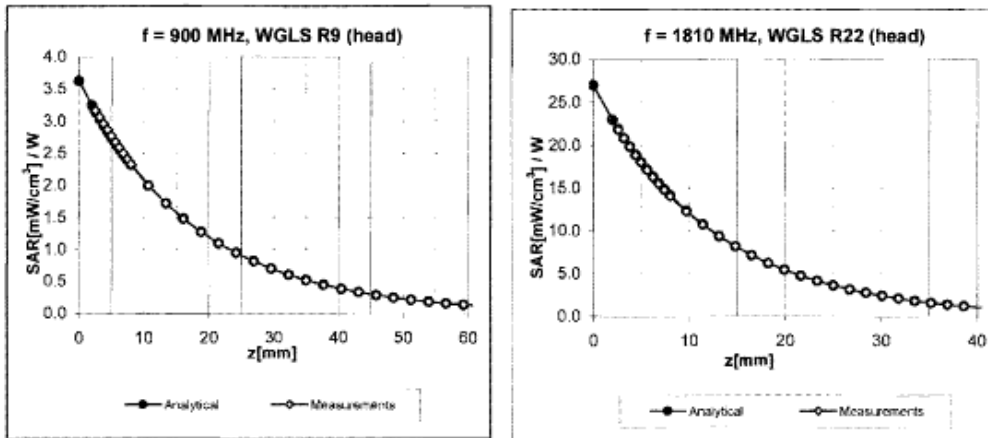 f = 900 MHz, WGLS R9 (head)
4.0
3.5
3.0
2.5
2.0
1.5
1.0
0.5
0.0
SAR[mW/cm³] / W
0
10
20
30
40
50
60
z[mm]
Analytical
Measurements
f = 1810 MHz, WGLS R22 (head)
30.0
25.0
20.0
15.0
10.0
5.0
0.0
SAR[mW/cm³] / W
0
10
20
30
40
z[mm]
Analytical
Measurements